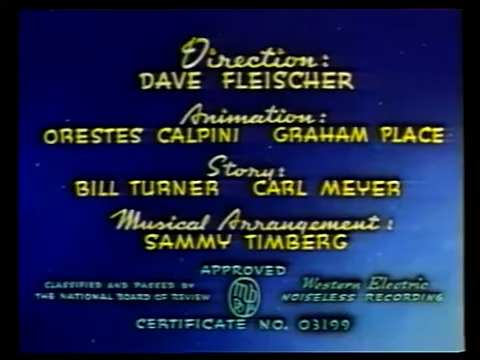 Direction:
DAVE FLEISCHER
Animation:
ORESTES CALPINI GRAHAM PLACE
Story:
BILL TURNER CARL MEYER
Musical Arrangement:
SAMMY TIMBERG
APPROVED
CLASSIFIED AND PASSED BY
THE NATIONAL BOARD OF REVIEW
Western Electric
NOISELESS RECORDING
CERTIFICATE NO. 03199